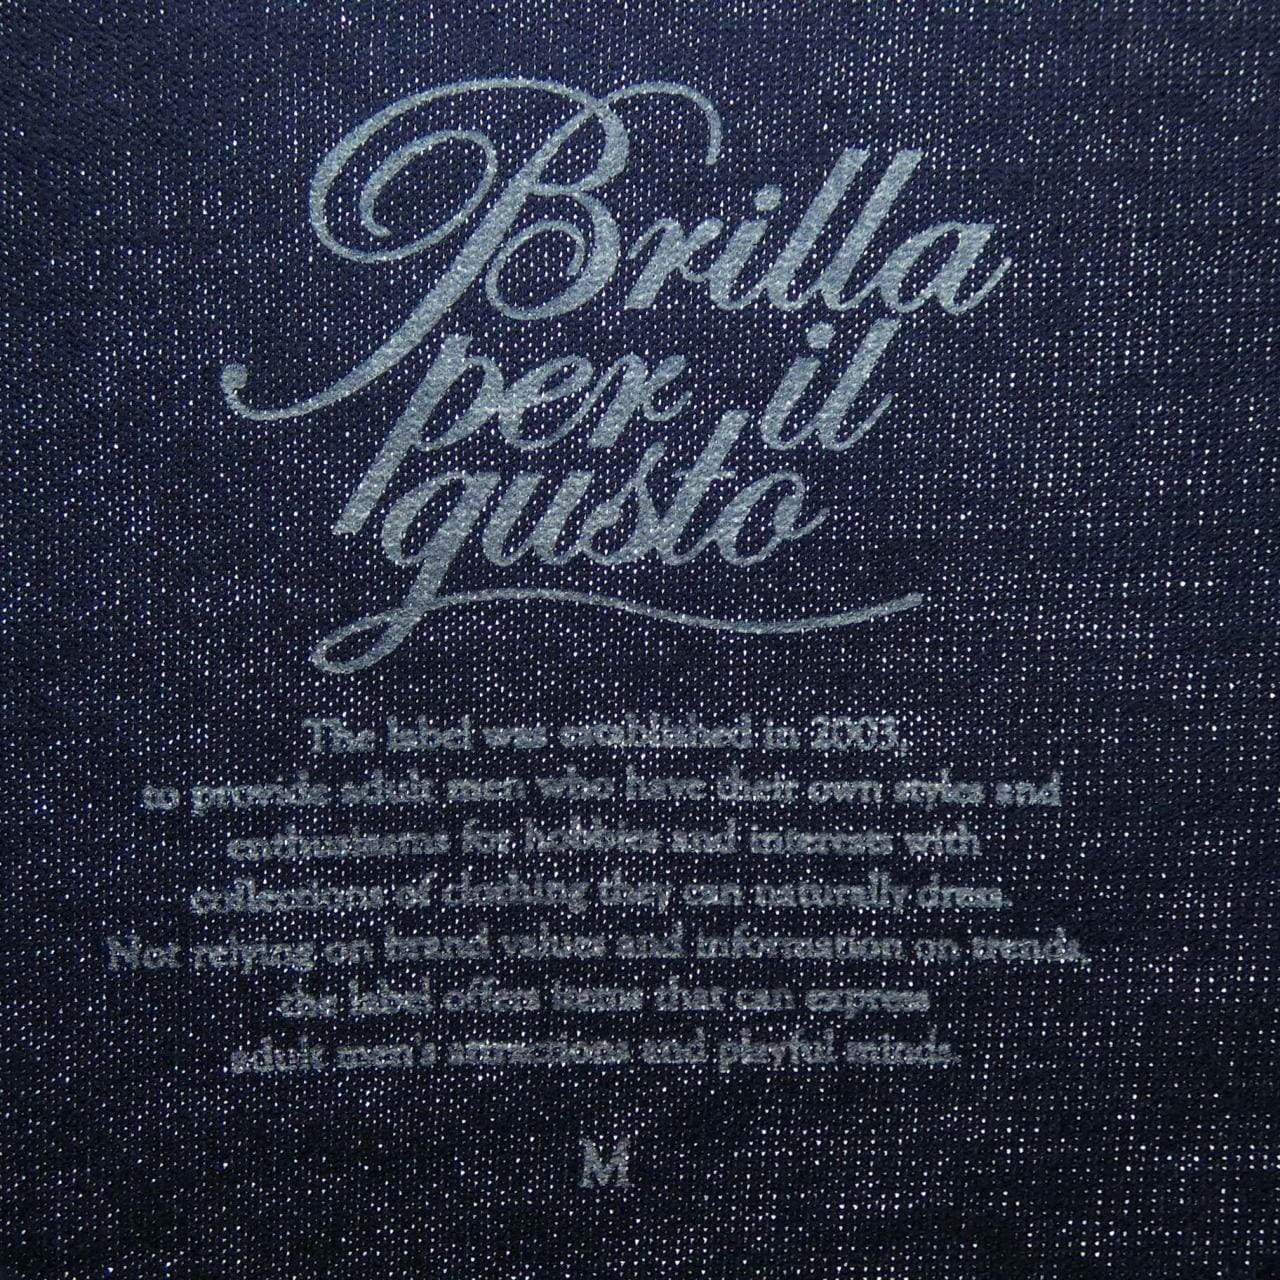 Brilla
per il
gusto
The label was established in 2003,
to provide adult men who have their own styles and
enthusiasms for hobbies and interests with
collections of clothing they can naturally dress.
Not relying on brand values and information on trends,
the label offers items that can express
adult men's attractions and playful minds.
M